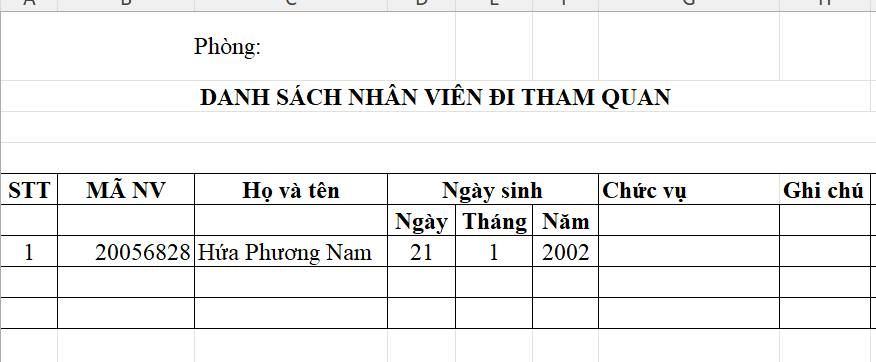 A B C D E F G H
Phòng:
DANH SÁCH NHÂN VIÊN ĐI THAM QUAN
STT MÃ NV Họ và tên Ngày sinh Chức vụ Ghi chú
Ngày Tháng Năm
1 20056828 Hứa Phương Nam 21 1 2002